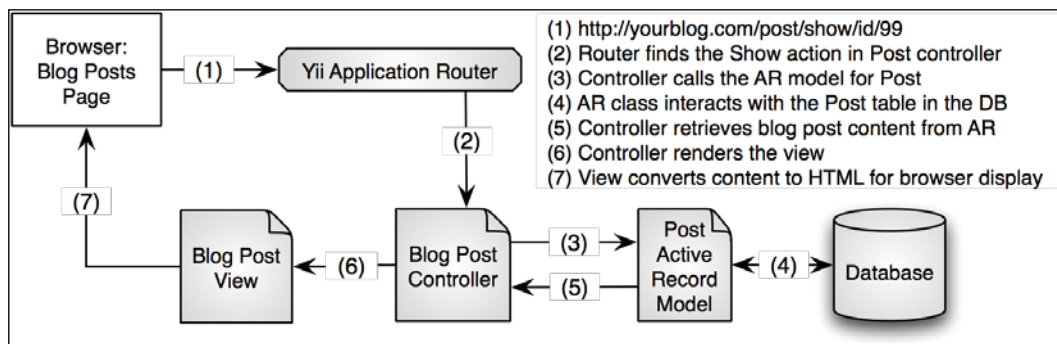 Browser:
Blog Posts
Page
(1)
Yii Application Router
(1) http://yourblog.com/post/show/id/99
(2) Router finds the Show action in Post controller
(3) Controller calls the AR model for Post
(4) AR class interacts with the Post table in the DB
(5) Controller retrieves blog post content from AR
(6) Controller renders the view
(7) View converts content to HTML for browser display
(2)
(7)
Blog Post
View
(6)
Blog Post
Controller
(3)
(5)
Post
Active
Record
Model
(4)
Database